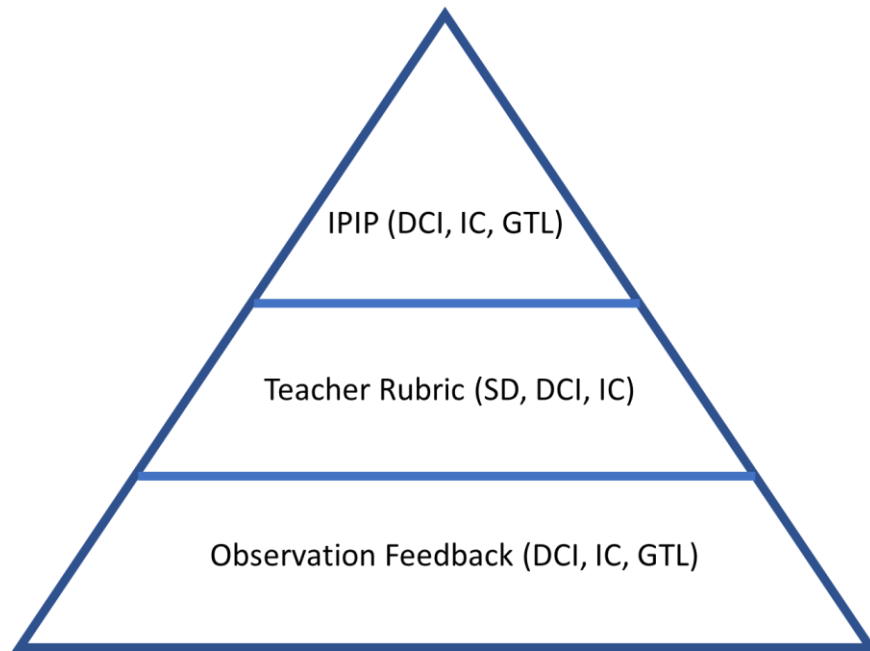 IPIP (DCI, IC, GTL)
Teacher Rubric (SD, DCI, IC)
Observation Feedback (DCI, IC, GTL)